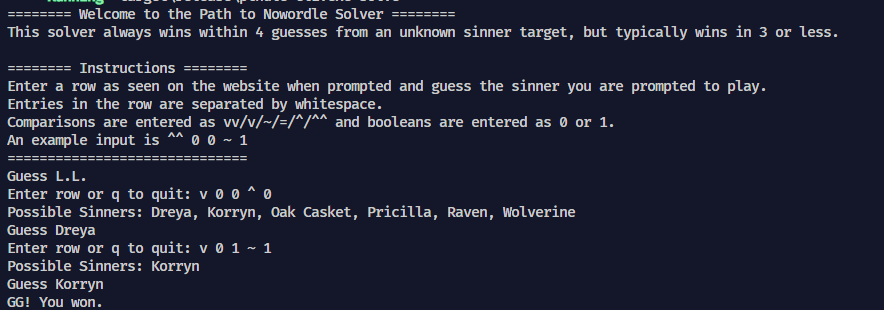 ======== Welcome to the Path to Nowordle Solver ========
This solver always wins within 4 guesses from an unknown sinner target, but typically wins in 3 or less.
======== Instructions ========
Enter a row as seen on the website when prompted and guess the sinner you are prompted to play.
Entries in the row are separated by whitespace.
Comparisons are entered as vv/v/~/=/^/^^ and booleans are entered as 0 or 1.
An example input is ^^ 0 0 ~ 1
==============================
Guess L.L.
Enter row or q to quit: v 0 0 ^ 0
Possible Sinners: Dreya, Korryn, Oak Casket, Pricilla, Raven, Wolverine
Guess Dreya
Enter row or q to quit: v 0 1 ~ 1
Possible Sinners: Korryn
Guess Korryn
GG! You won.